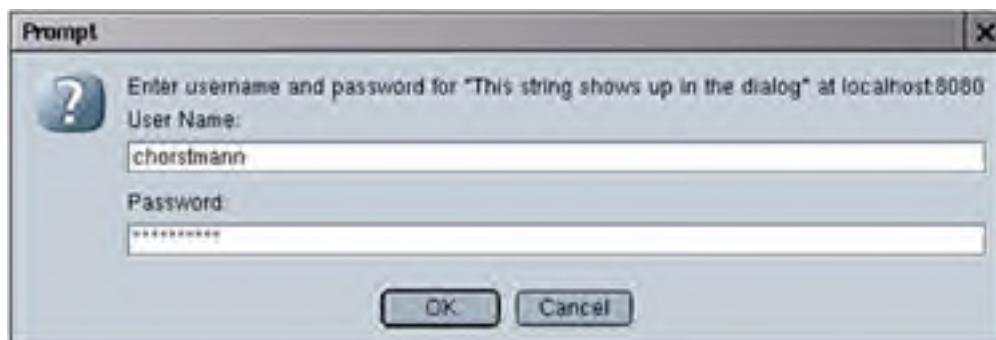 Prompt
Enter username and password for "This string shows up in the dialog" at localhost:8080
User Name:
chorstmann
Password:
**********
OK
Cancel